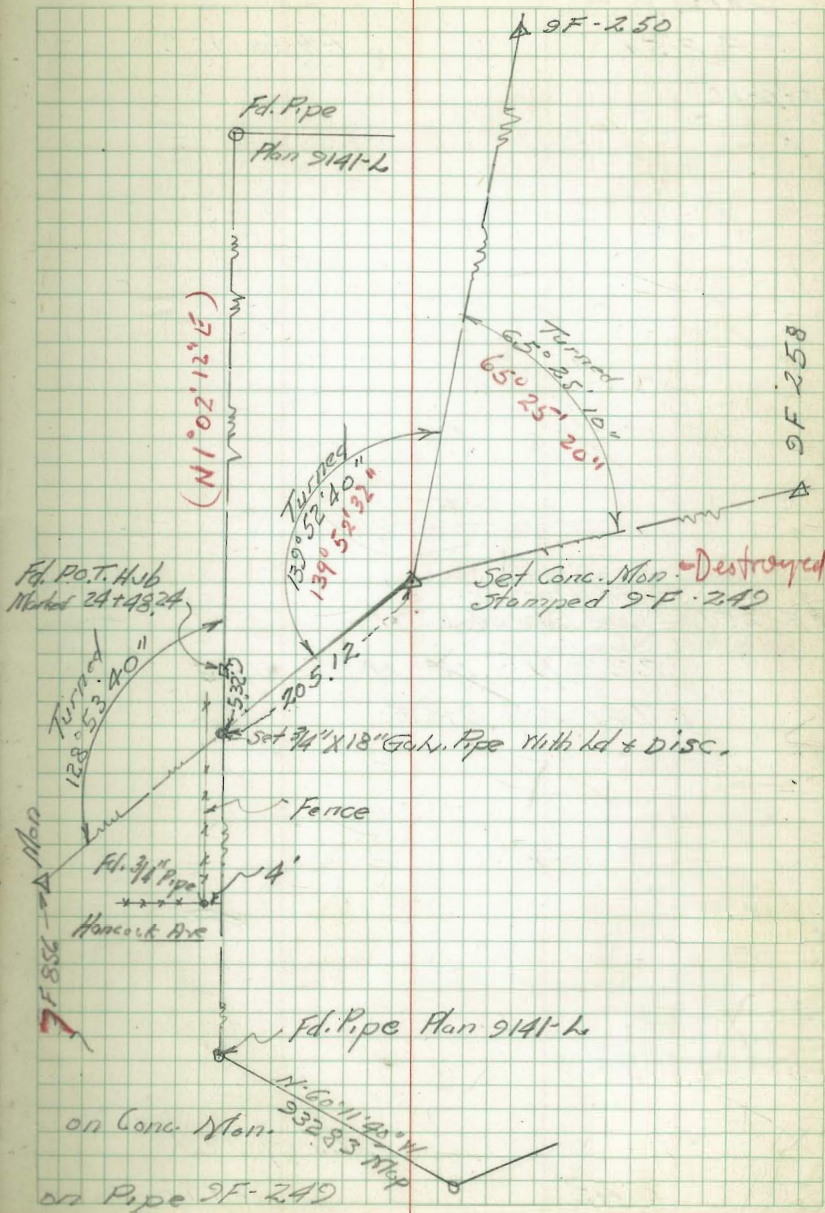 9F-250
Fd. Pipe
Plan 9141-L
(N1°02'12"E)
Turned
65°25'10"
65°25'20"
9F 258
Turned
139°52'40"
139°52'32"
Fd. P.O.T. Hub
Marked 24+48.24
Set Conc. Mon. - Destroyed
Stamped 9-F-249
Turned
128°53'40"
205.12
Set 3/4" X 18" Galv. Pipe With Ld & Disc.
Fence
Mon
Fd. 3/4" Pipe
4'
Hancock Ave
7F 856
Fd. Pipe Plan 9141-L
N-60°11'40"W
932.83 Map
on Conc. Mon.
on Pipe 9F-249